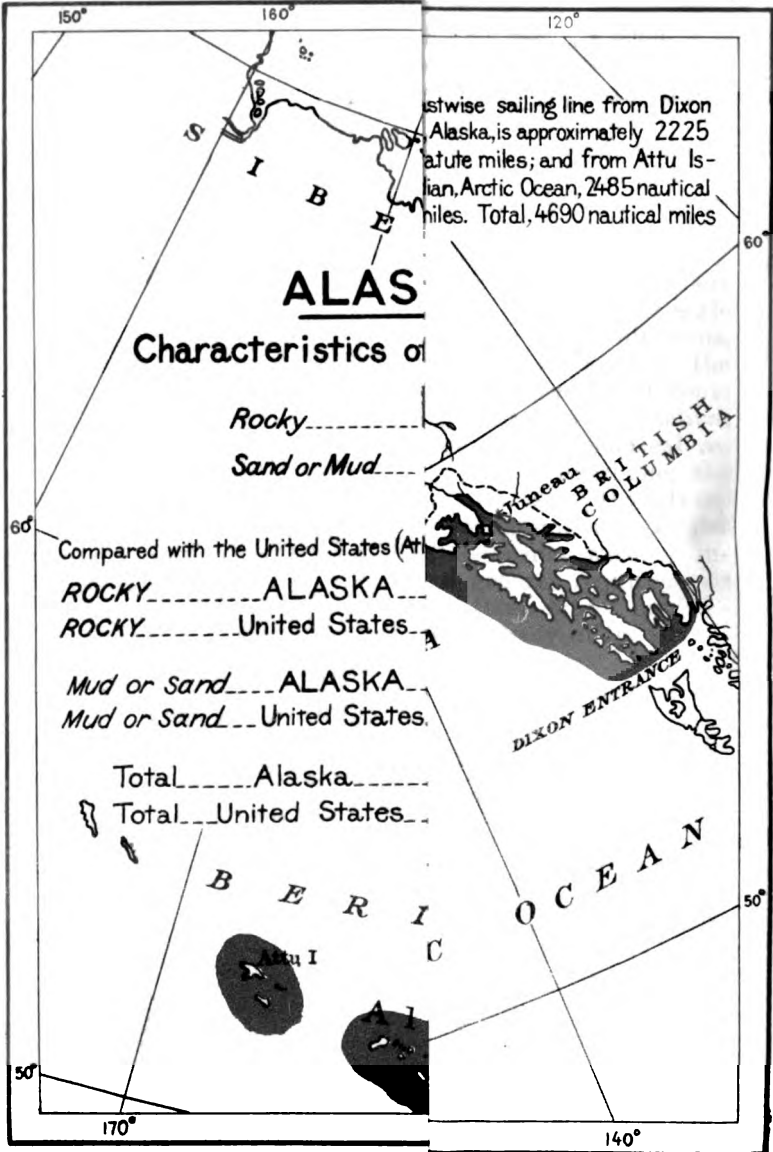 150° 160°
120°
stwise sailing line from Dixon
Alaska, is approximately 2225
atute miles; and from Attu Is-
lian, Arctic Ocean, 2485 nautical
miles. Total, 4690 nautical miles
60°
S I B E
ALAS
Characteristics of
Rocky
Sand or Mud
60°
Compared with the United States (Atl
ROCKY ALASKA
ROCKY United States
Mud or Sand ALASKA
Mud or Sand United States
Total Alaska
Total United States
BRITISH
COLUMBIA
Juneau
A
DIXON ENTRANCE
B E R I
C OCEAN
Attu I
A l
50°
50°
170°
140°